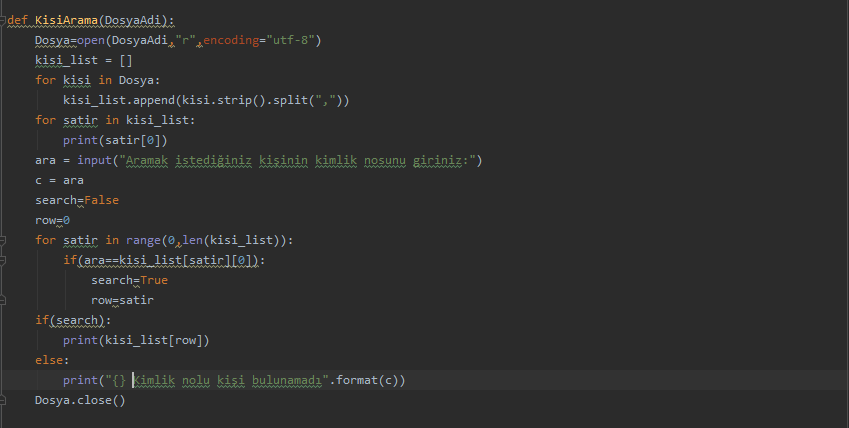 def KisiArama(DosyaAdi):
    Dosya=open(DosyaAdi,"r",encoding="utf-8")
    kisi_list = []
    for kisi in Dosya:
        kisi_list.append(kisi.strip().split(","))
    for satir in kisi_list:
        print(satir[0])
    ara = input("Aramak istediğiniz kişinin kimlik nosunu giriniz:")
    c = ara
    search=False
    row=0
    for satir in range(0,len(kisi_list)):
        if(ara==kisi_list[satir][0]):
            search=True
            row=satir
    if(search):
        print(kisi_list[row])
    else:
        print("{} Kimlik nolu kişi bulunamadı".format(c))
    Dosya.close()